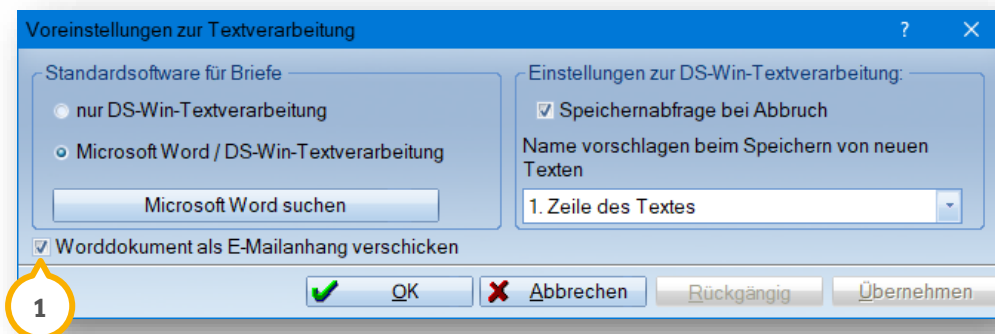 Voreinstellungen zur Textverarbeitung
Standardsoftware für Briefe
nur DS-Win-Textverarbeitung
Microsoft Word / DS-Win-Textverarbeitung
Microsoft Word suchen
Worddokument als E-Mailanhang verschicken
Einstellungen zur DS-Win-Textverarbeitung:
Speichernabfrage bei Abbruch
Name vorschlagen beim Speichern von neuen
Texten
1. Zeile des Textes
OK
Abbrechen
Rückgängig
Übernehmen
1